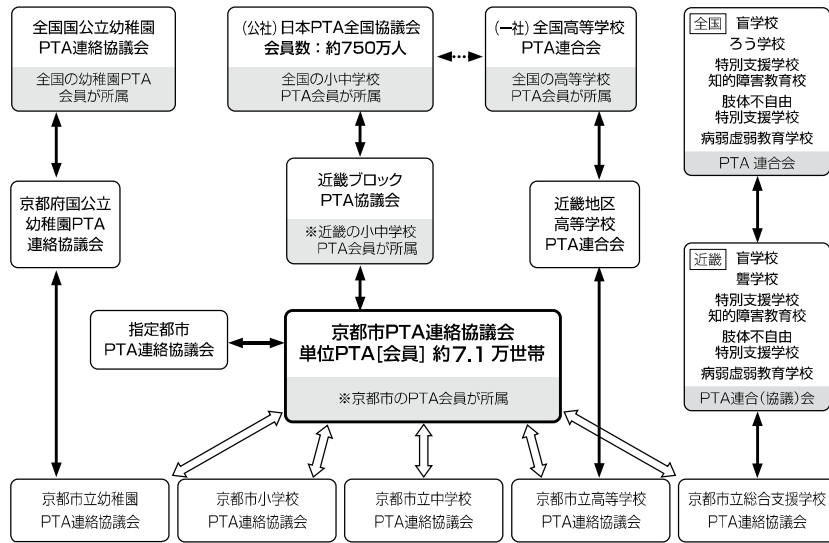 全国国公立幼稚園
PTA連絡協議会
全国の幼稚園PTA
会員が所属
(公社)日本PTA全国協議会
会員数：約750万人
全国の小中学校
PTA会員が所属
(一社)全国高等学校
PTA連合会
全国の高等学校
PTA会員が所属
全国
盲学校
ろう学校
特別支援学校
知的障害教育校
肢体不自由
特別支援学校
病弱虚弱教育学校
PTA連合会
京都府国公立
幼稚園PTA
連絡協議会
近畿ブロック
PTA協議会
※近畿の小中学校
PTA会員が所属
近畿地区
高等学校
PTA連合会
近畿
盲学校
聾学校
特別支援学校
知的障害教育校
肢体不自由
特別支援学校
病弱虚弱教育学校
PTA連合(協議)会
指定都市
PTA連絡協議会
京都市PTA連絡協議会
単位PTA[会員] 約7.1万世帯
※京都市のPTA会員が所属
京都市立幼稚園
PTA連絡協議会
京都市小学校
PTA連絡協議会
京都市立中学校
PTA連絡協議会
京都市立高等学校
PTA連絡協議会
京都市立総合支援学校
PTA連絡協議会